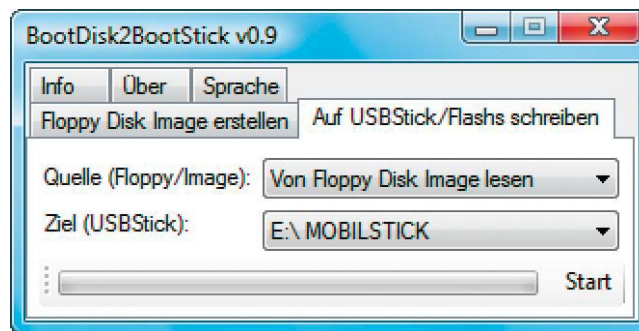 BootDisk2BootStick v0.9
Info Über Sprache
Floppy Disk Image erstellen Auf USBStick/Flashs schreiben
Quelle (Floppy/Image): Von Floppy Disk Image lesen
Ziel (USBStick): E:\ MOBILSTICK
Start